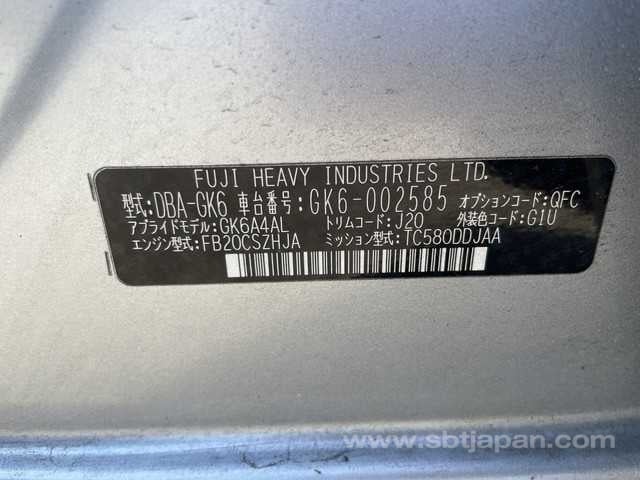 FUJI HEAVY INDUSTRIES LTD.
型式:DBA-GK6 車台番号:GK6-002585 オプションコード:QFC
アプライドモデル:GK6A4AL トリムコード:J20 外装色コード:G1U
エンジン型式:FB20CSZHJA ミッション型式:TC580DDJAA
www.sbtjapan.com